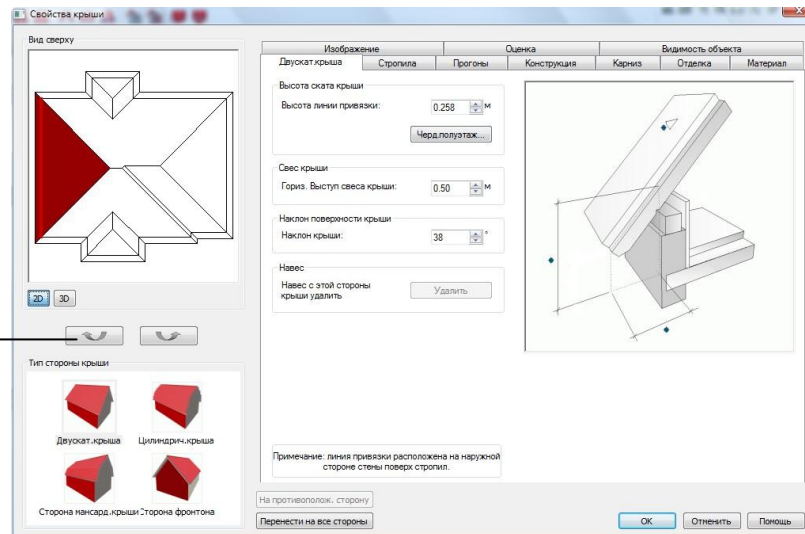 Свойства крыши
Вид сверху
2D 3D
Тип стороны крыши
Двускат.крыша Цилиндрич.крыша
Сторона мансард.крыши Сторона фронтона
Изображение Оценка Видимость объекта
Двускат.крыша Стропила Прогоны Конструкция Карниз Отделка Материал
Высота ската крыши
Высота линии привязки: 0.258 м
Черд.полуэтаж...
Свес крыши
Гориз. Выступ свеса крыши: 0.50 м
Наклон поверхности крыши
Наклон крыши: 38 °
Навес
Навес с этой стороны
крыши удалить
Удалить
Примечание: линия привязки расположена на наружной
стороне стены поверх стропил.
На противополож. сторону
Перенести на все стороны
OK Отменить Помощь